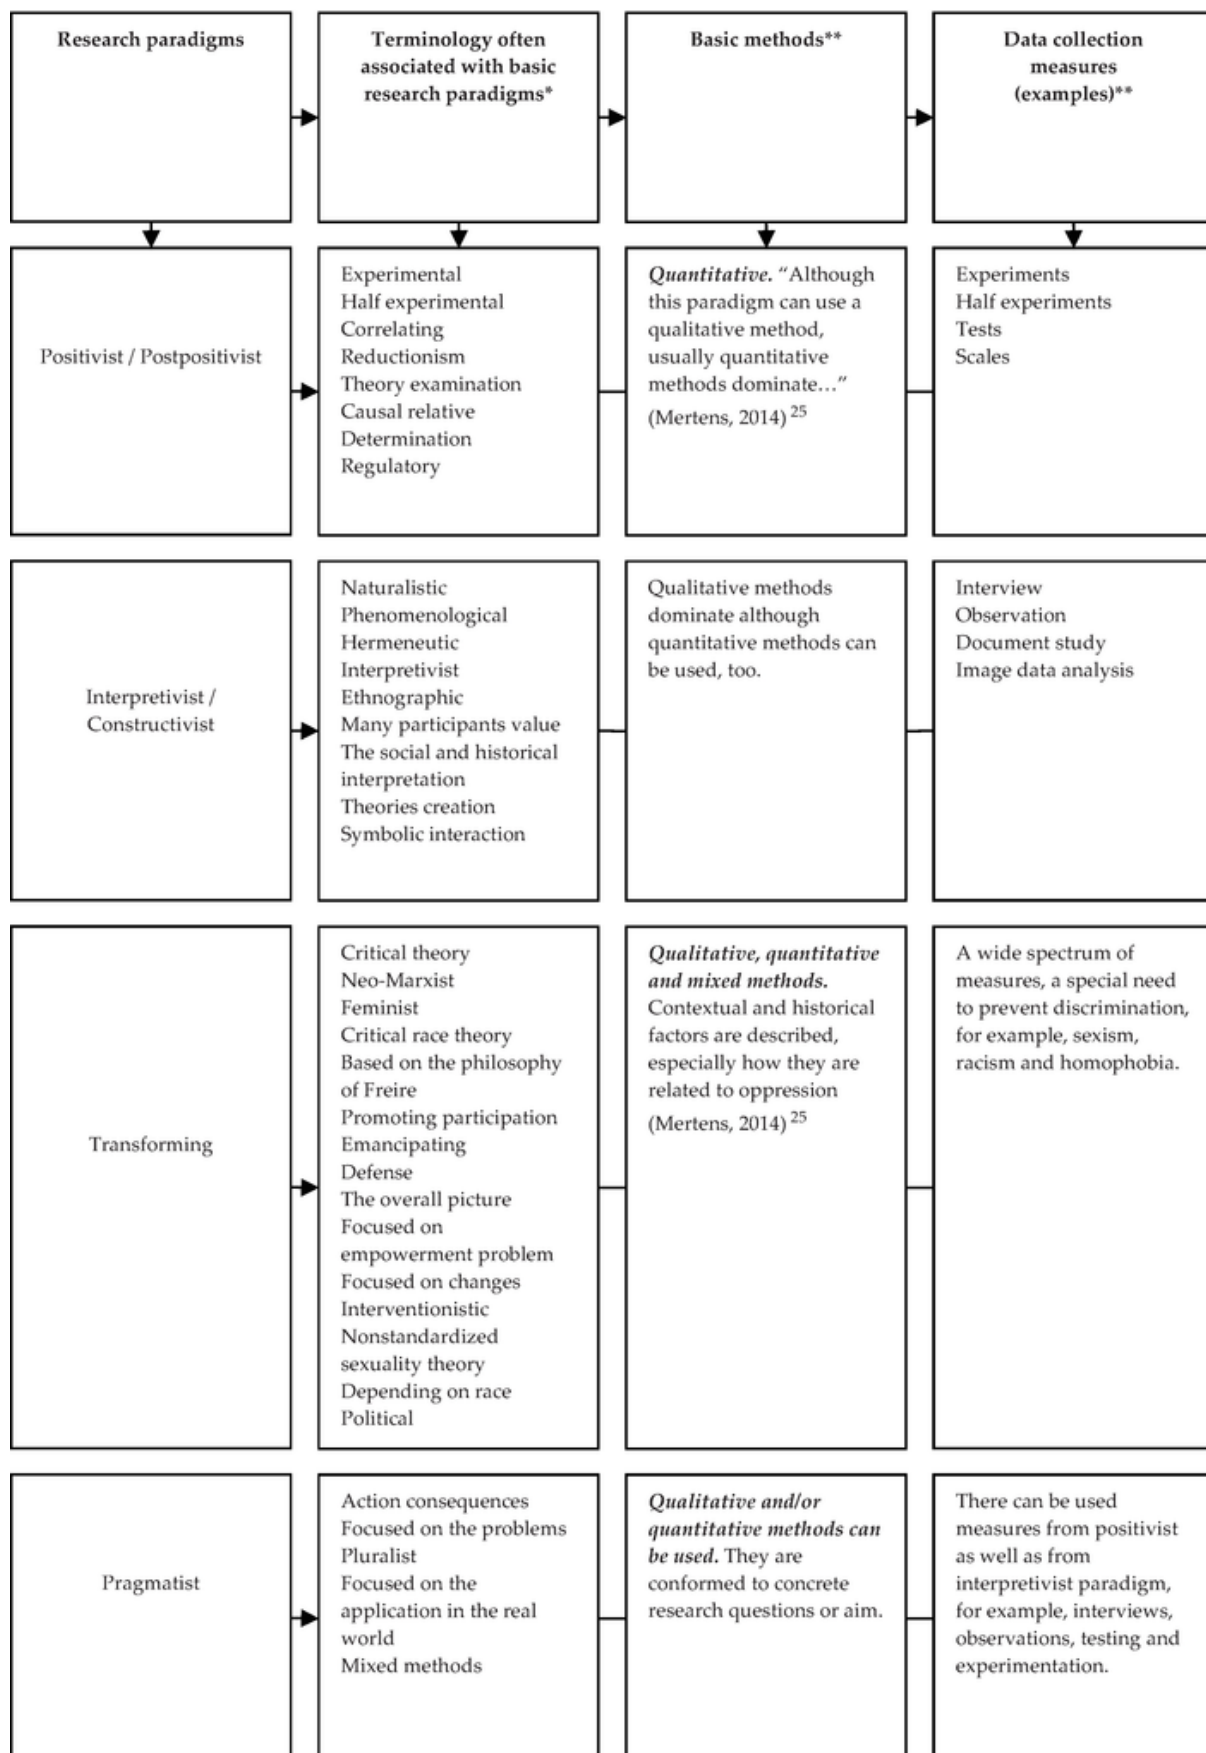 Research paradigms
Terminology often
associated with basic
research paradigms*
Basic methods**
Data collection
measures
(examples)**
Positivist / Postpositivist
Experimental
Half experimental
Correlating
Reductionism
Theory examination
Causal relative
Determination
Regulatory
Quantitative. “Although
this paradigm can use a
qualitative method,
usually quantitative
methods dominate…”
(Mertens, 2014) 25
Experiments
Half experiments
Tests
Scales
Interpretivist /
Constructivist
Naturalistic
Phenomenological
Hermeneutic
Interpretivist
Ethnographic
Many participants value
The social and historical
interpretation
Theories creation
Symbolic interaction
Qualitative methods
dominate although
quantitative methods can
be used, too.
Interview
Observation
Document study
Image data analysis
Transforming
Critical theory
Neo-Marxist
Feminist
Critical race theory
Based on the philosophy
of Freire
Promoting participation
Emancipating
Defense
The overall picture
Focused on
empowerment problem
Focused on changes
Interventionistic
Nonstandardized
sexuality theory
Depending on race
Political
Qualitative, quantitative
and mixed methods.
Contextual and historical
factors are described,
especially how they are
related to oppression
(Mertens, 2014) 25
A wide spectrum of
measures, a special need
to prevent discrimination,
for example, sexism,
racism and homophobia.
Pragmatist
Action consequences
Focused on the problems
Pluralist
Focused on the
application in the real
world
Mixed methods
Qualitative and/or
quantitative methods can
be used. They are
conformed to concrete
research questions or aim.
There can be used
measures from positivist
as well as from
interpretivist paradigm,
for example, interviews,
observations, testing and
experimentation.